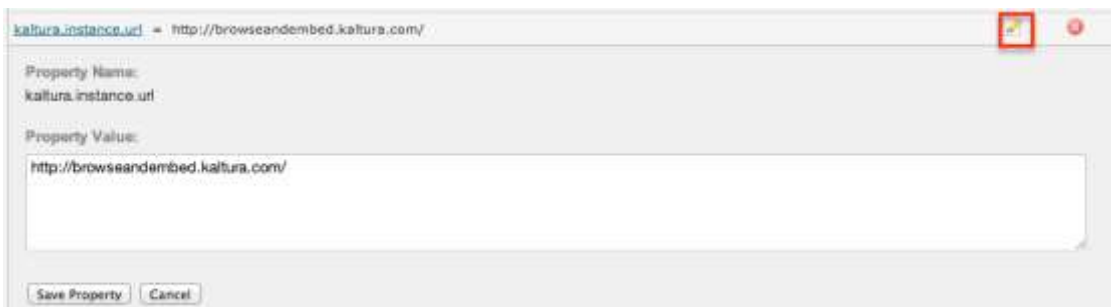 kaltura.instance.url = http://browseandembed.kaltura.com/
Property Name:
kaltura.instance.url
Property Value:
http://browseandembed.kaltura.com/
Save Property Cancel